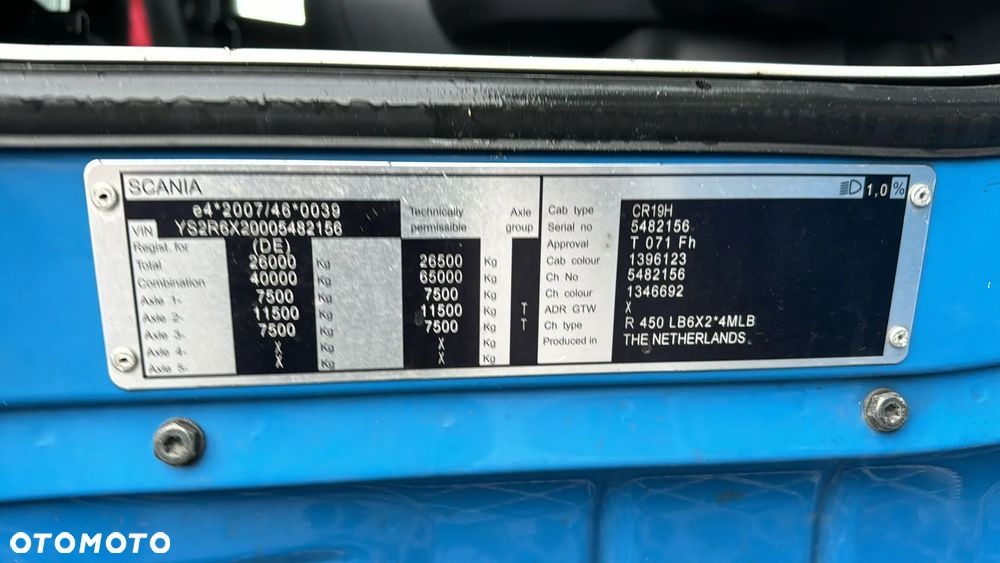 SCANIA
e4*2007/46*0039
VIN YS2R6X20005482156
Regist. for (DE)
Technically permissible Axle group
Total 26000 Kg 26500 Kg
Combination 40000 Kg 65000 Kg
Axle 1- 7500 Kg 7500 Kg
Axle 2- 11500 Kg 11500 Kg T
Axle 3- 7500 Kg 7500 Kg T
Axle 4- X Kg X Kg
Axle 5- X Kg X Kg
1,0 %
Cab type CR19H
Serial no 5482156
Approval T 071 Fh
Cab colour 1396123
Ch No 5482156
Ch colour 1346692
ADR GTW X
Ch type R 450 LB6X2*4MLB
Produced in THE NETHERLANDS
OTOMOTO